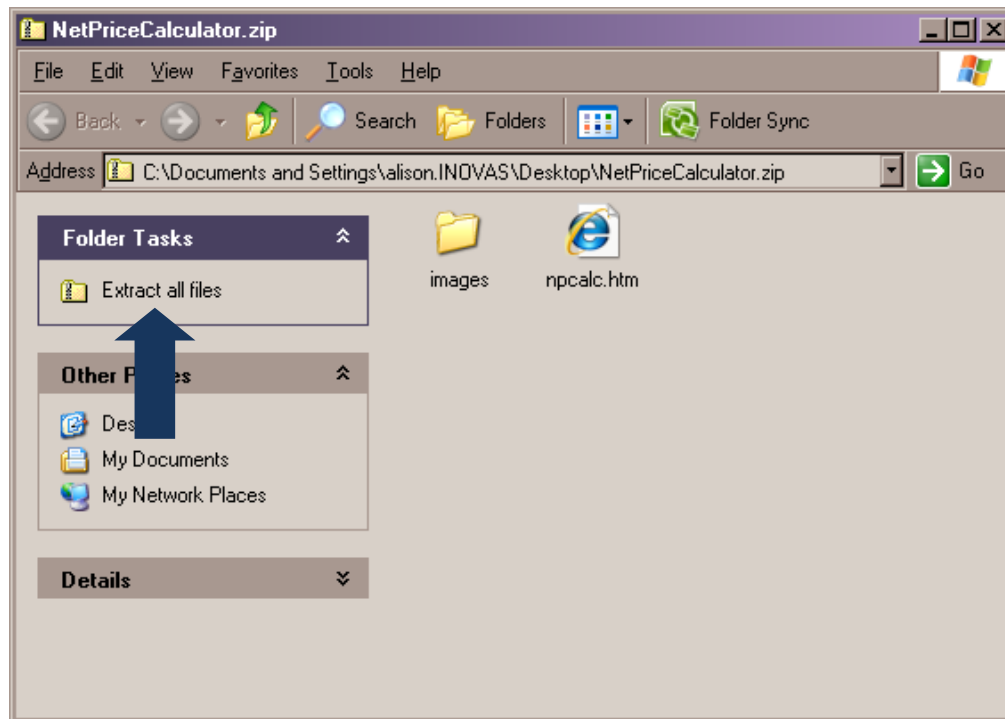 NetPriceCalculator.zip
File Edit View Favorites Tools Help
Back Search Folders Folder Sync
Address C:\Documents and Settings\alison.INOVAS\Desktop\NetPriceCalculator.zip Go
Folder Tasks
Extract all files
images npcalc.htm
Other
My Documents
My Network Places
Details